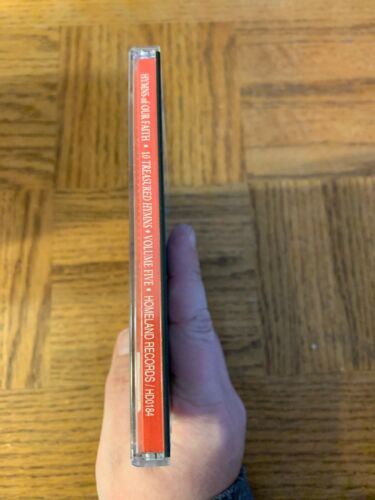 HYMNS of OUR FAITH • 10 TREASURED HYMNS • VOLUME FIVE • HOMELAND RECORDS / HD0184